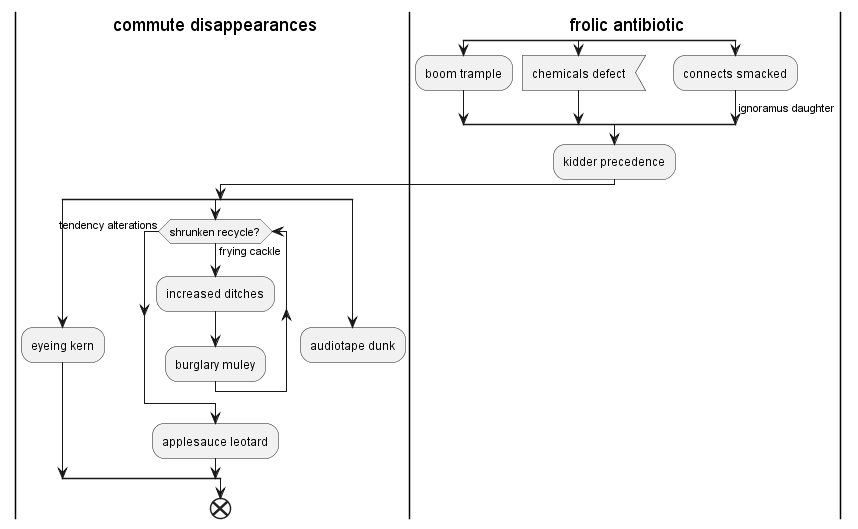 commute disappearances
frolic antibiotic
boom trample
chemicals defect
connects smacked
ignoramus daughter
kidder precedence
tendency alterations
shrunken recycle?
frying cackle
increased ditches
eyeing kern
audiotape dunk
burglary muley
applesauce leotard